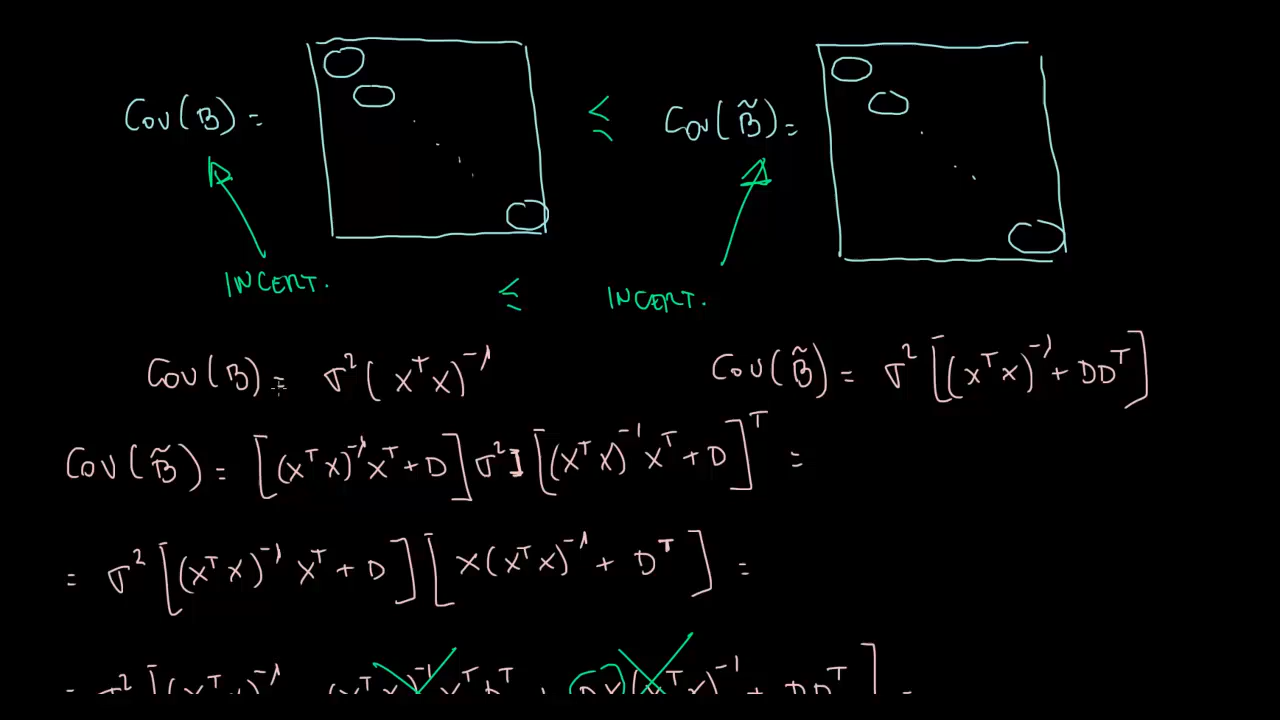 Cov(B) = ≤ Cov(B̃) =
INCERT. ≤ INCERT.
Cov(B) = σ²(XᵀX)⁻¹ Cov(B̃) = σ²[(XᵀX)⁻¹ + DDᵀ]
Cov(B̃) = [(XᵀX)⁻¹Xᵀ + D]σ²I[(XᵀX)⁻¹Xᵀ + D]ᵀ =
= σ²[(XᵀX)⁻¹Xᵀ + D][X(XᵀX)⁻¹ + Dᵀ] =